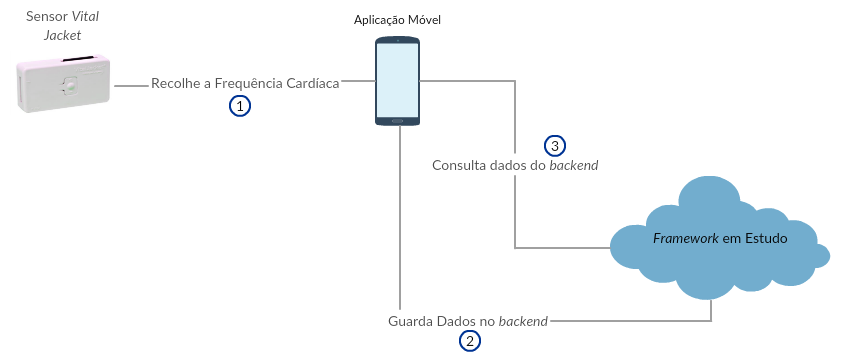 Sensor Vital
Jacket
Aplicação Móvel
Recolhe a Frequência Cardíaca
1
3
Consulta dados do backend
Framework em Estudo
Guarda Dados no backend
2